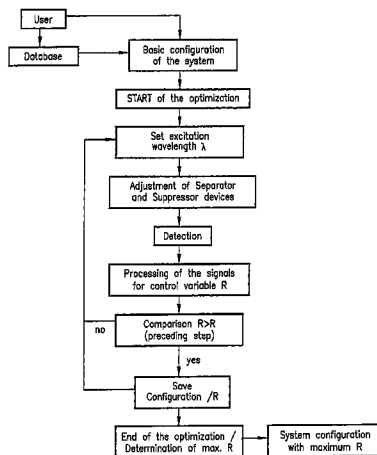 User
Database
Basic configuration
of the system
START of the optimization
Set excitation
wavelength λ
Adjustment of Separator
and Suppressor devices
Detection
Processing of the signals
for control variable R
no
Comparison R>R
(preceding step)
yes
Save
Configuration /R
End of the optimization /
Determination of max. R
System configuration
with maximum R